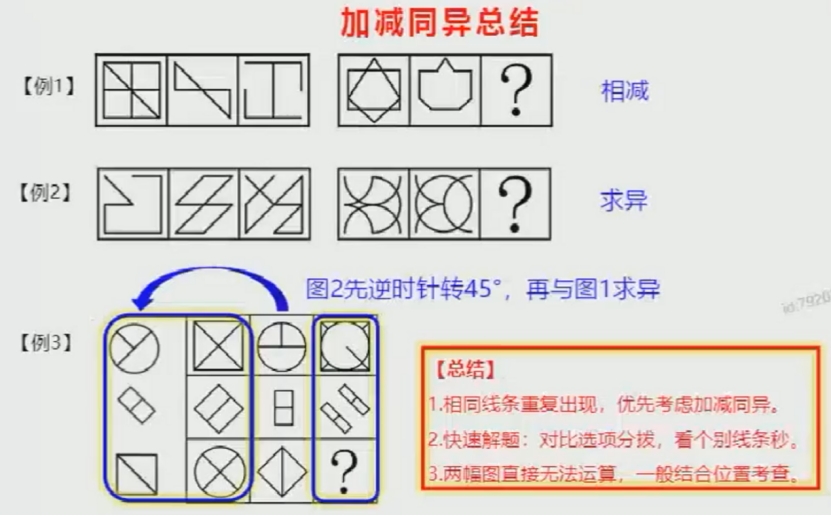 加减同异总结
【例1】
?
相减
【例2】
?
求异
图2先逆时针转45°，再与图1求异
id:7920
【例3】
?
【总结】
1.相同线条重复出现，优先考虑加减同异。
2.快速解题：对比选项分拨，看个别线条秒。
3.两幅图直接无法运算，一般结合位置考查。